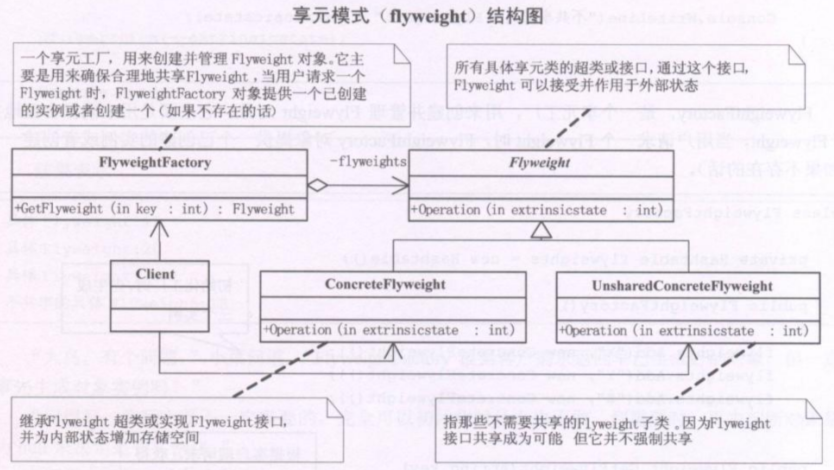 享元模式（flyweight）结构图
一个享元工厂，用来创建并管理 Flyweight 对象。它主
要是用来确保合理地共享Flyweight，当用户请求一个
Flyweight 时，FlyweightFactory 对象提供一个已创建
的实例或者创建一个(如果不存在的话)
所有具体享元类的超类或接口，通过这个接口，
Flyweight 可以接受并作用于外部状态
FlyweightFactory
-flyweights
Flyweight
+GetFlyweight(in key : int) : Flyweight
+Operation(in extrinsicstate : int)
Client
ConcreteFlyweight
UnsharedConcreteFlyweight
+Operation(in extrinsicstate : int)
+Operation(in extrinsicstate : int)
继承Flyweight 超类或实现 Flyweight接口，
并为内部状态增加存储空间
指那些不需要共享的Flyweight子类。因为Flyweight
接口共享成为可能 但它并不强制共享